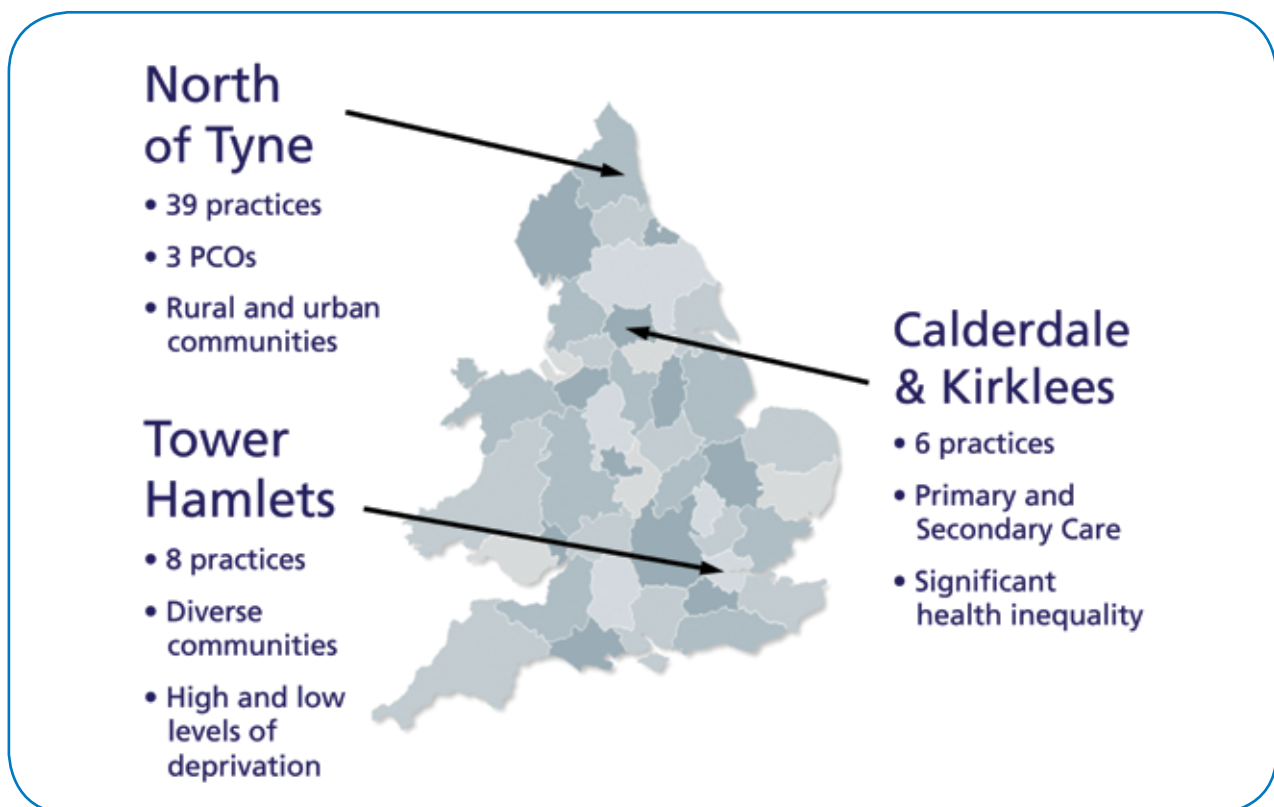 North
of Tyne
• 39 practices
• 3 PCOs
• Rural and urban
communities
Tower
Hamlets
• 8 practices
• Diverse
communities
• High and low
levels of
deprivation
Calderdale
& Kirklees
• 6 practices
• Primary and
Secondary Care
• Significant
health inequality